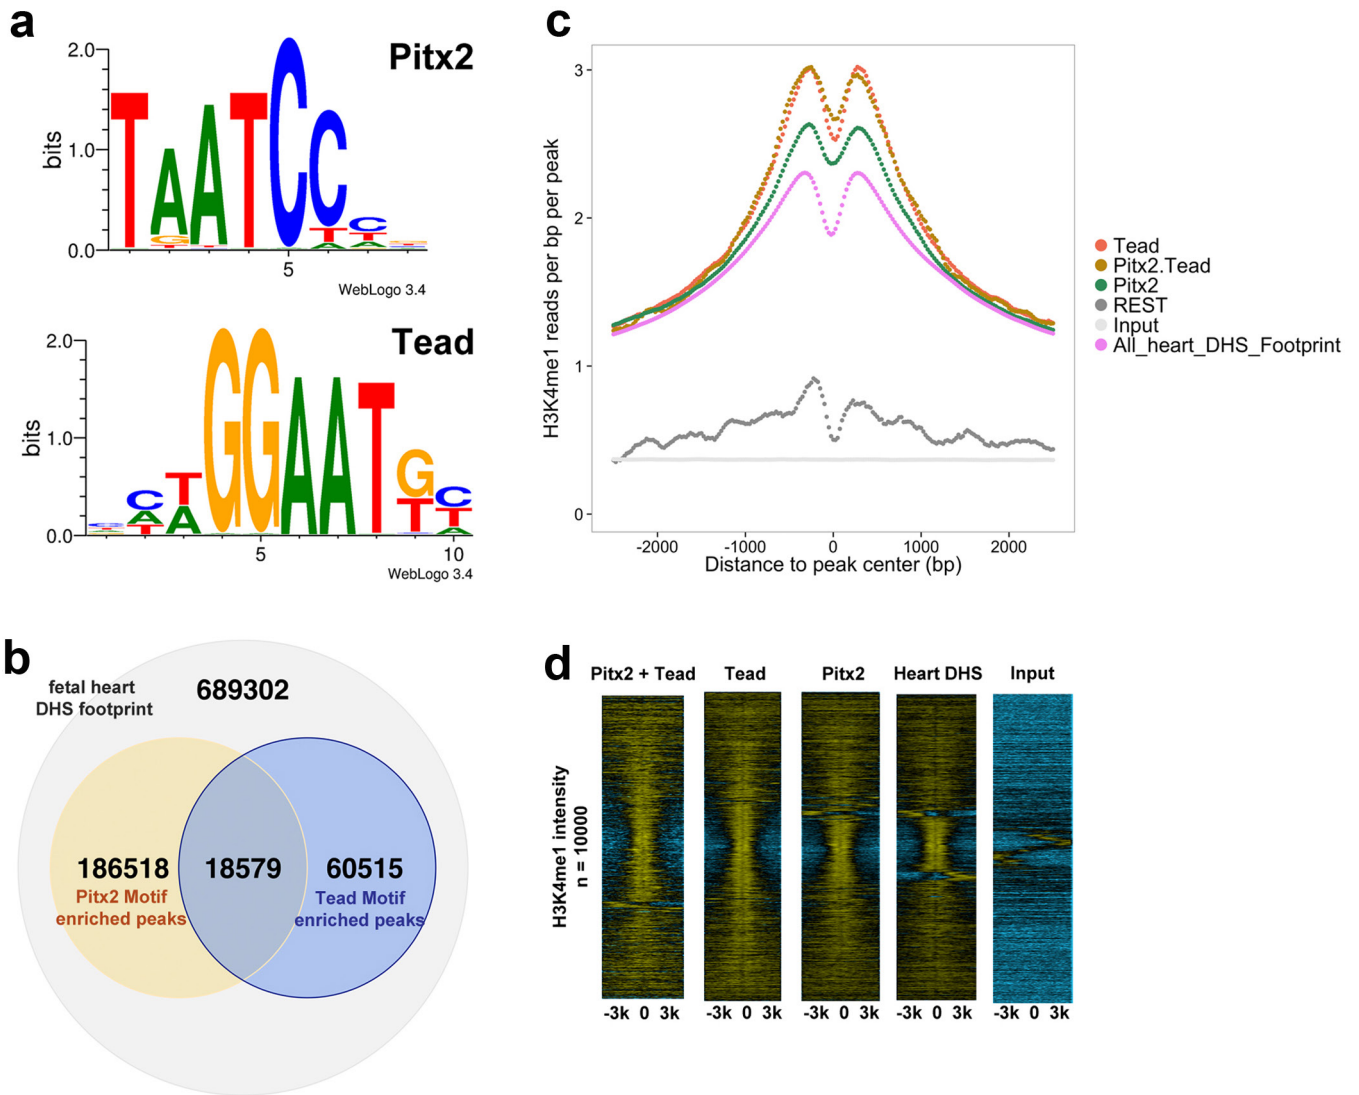 a
Pitx2
bits
2.0
1.0
0.0
TAATCCC
G
T
A
T
A
5
WebLogo 3.4
Tead
bits
2.0
1.0
0.0
CTGGAATGC
A
T
A
T
T
A
5
10
WebLogo 3.4
b
fetal heart
DHS footprint
689302
186518
Pitx2 Motif
enriched peaks
18579
60515
Tead Motif
enriched peaks
c
H3K4me1 reads per bp per peak
3
2
1
0
-2000
-1000
0
1000
2000
Distance to peak center (bp)
Tead
Pitx2.Tead
Pitx2
REST
Input
All_heart_DHS_Footprint
d
Pitx2 + Tead
Tead
Pitx2
Heart DHS
Input
H3K4me1 intensity
n = 10000
-3k 0 3k
-3k 0 3k
-3k 0 3k
-3k 0 3k
-3k 0 3k